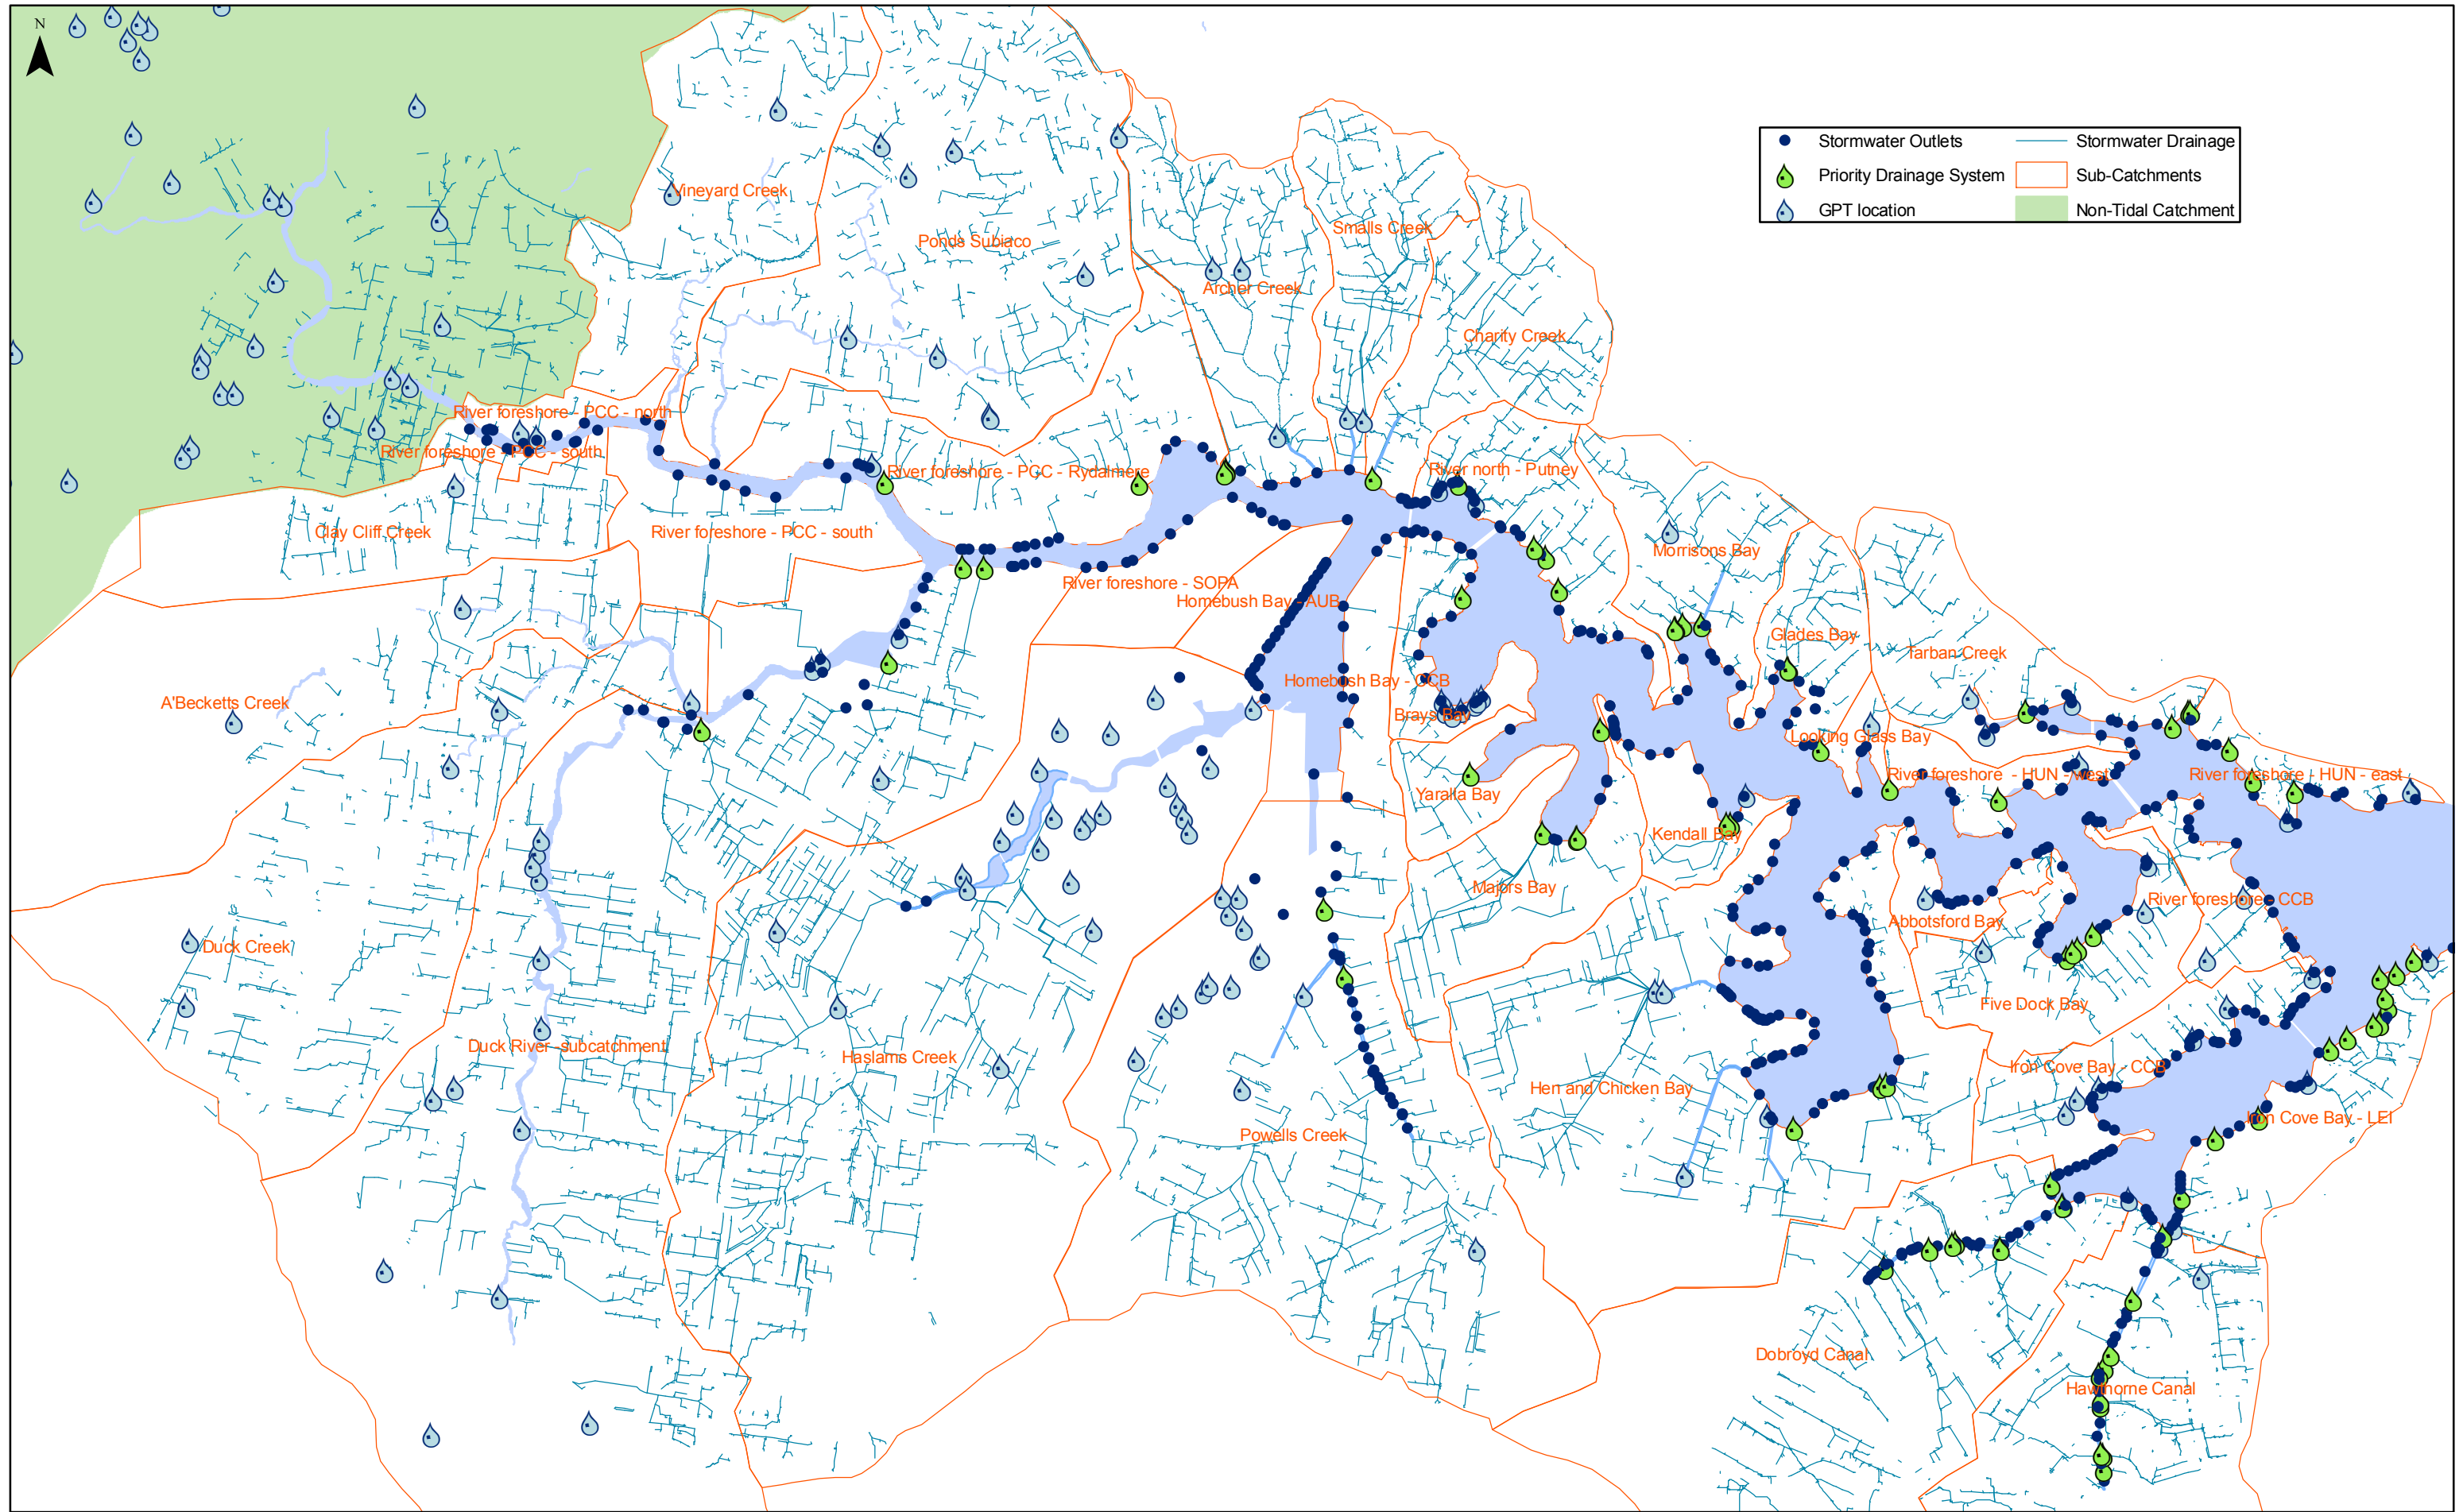 N
Stormwater Outlets
Stormwater Drainage
Priority Drainage System
Sub-Catchments
GPT location
Non-Tidal Catchment
Vineyard Creek
Ponds Subiaco
Smalls Creek
Archer Creek
Charity Creek
River foreshore - PCC - north
River foreshore - PCC - south
River foreshore - PCC - Rydalmere
River north - Putney
Clay Cliff Creek
River foreshore - PCC - south
Morrisons Bay
River foreshore - SOPA
Homebush Bay - AUB
Glades Bay
Tarban Creek
Homebush Bay - CCB
A'Becketts Creek
Brays Bay
Looking Glass Bay
River foreshore - HUN - west
River foreshore - HUN - east
Yaralla Bay
Kendall Bay
Majors Bay
River foreshore - CCB
Abbotsford Bay
Duck Creek
Five Dock Bay
Duck River -subcatchment
Haslams Creek
Iron Cove Bay - CCB
Hen and Chicken Bay
Iron Cove Bay - LEI
Powells Creek
Dobroyd Canal
Hawthorne Canal